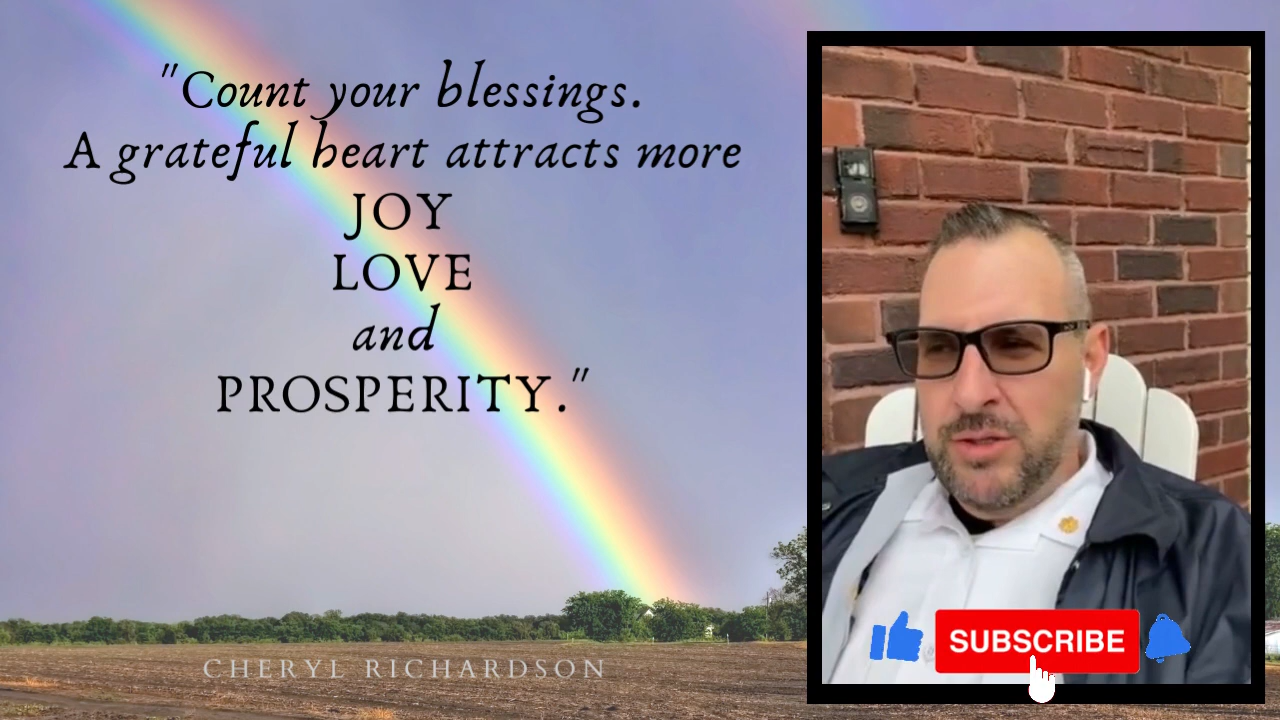 "Count your blessings.
A grateful heart attracts more
JOY
LOVE
and
PROSPERITY."
CHERYL RICHARDSON
SUBSCRIBE